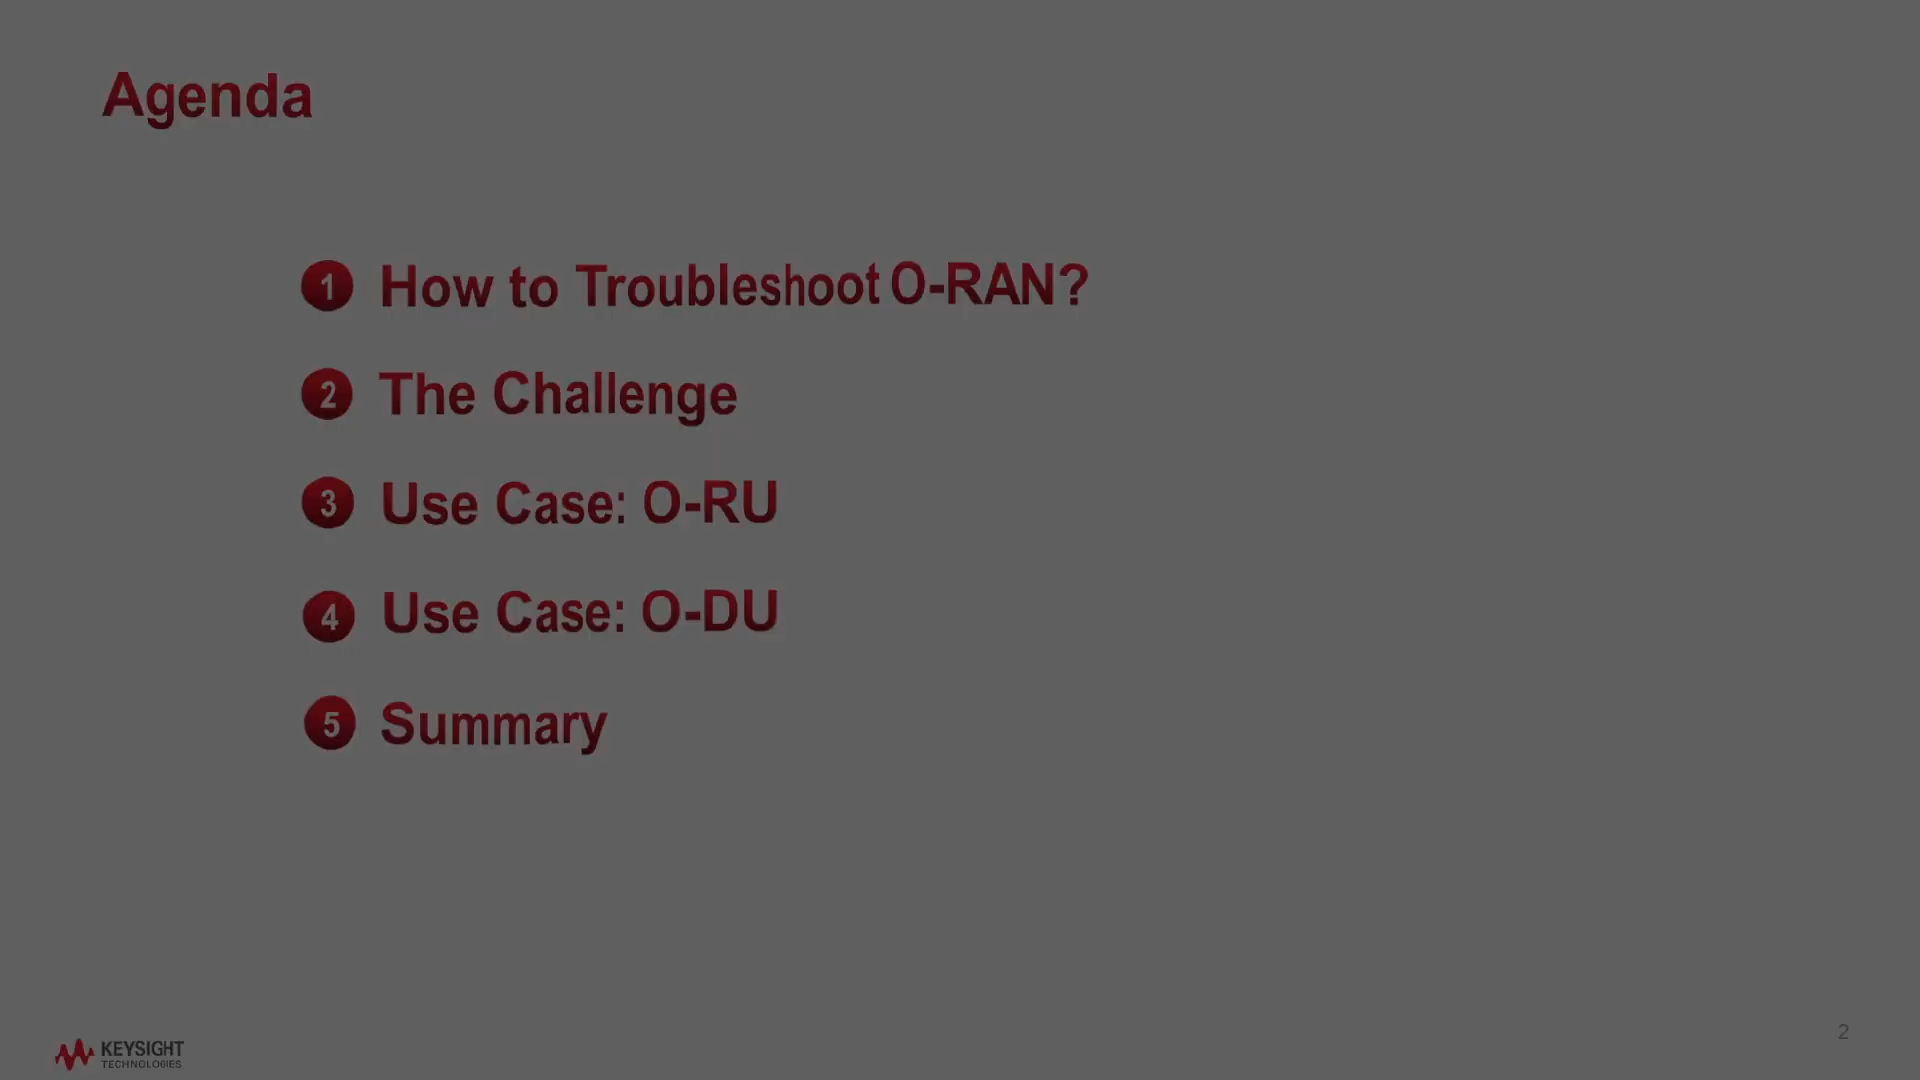 Agenda
1 How to Troubleshoot O-RAN?
2 The Challenge
3 Use Case: O-RU
4 Use Case: O-DU
5 Summary
KEYSIGHT
TECHNOLOGIES
2